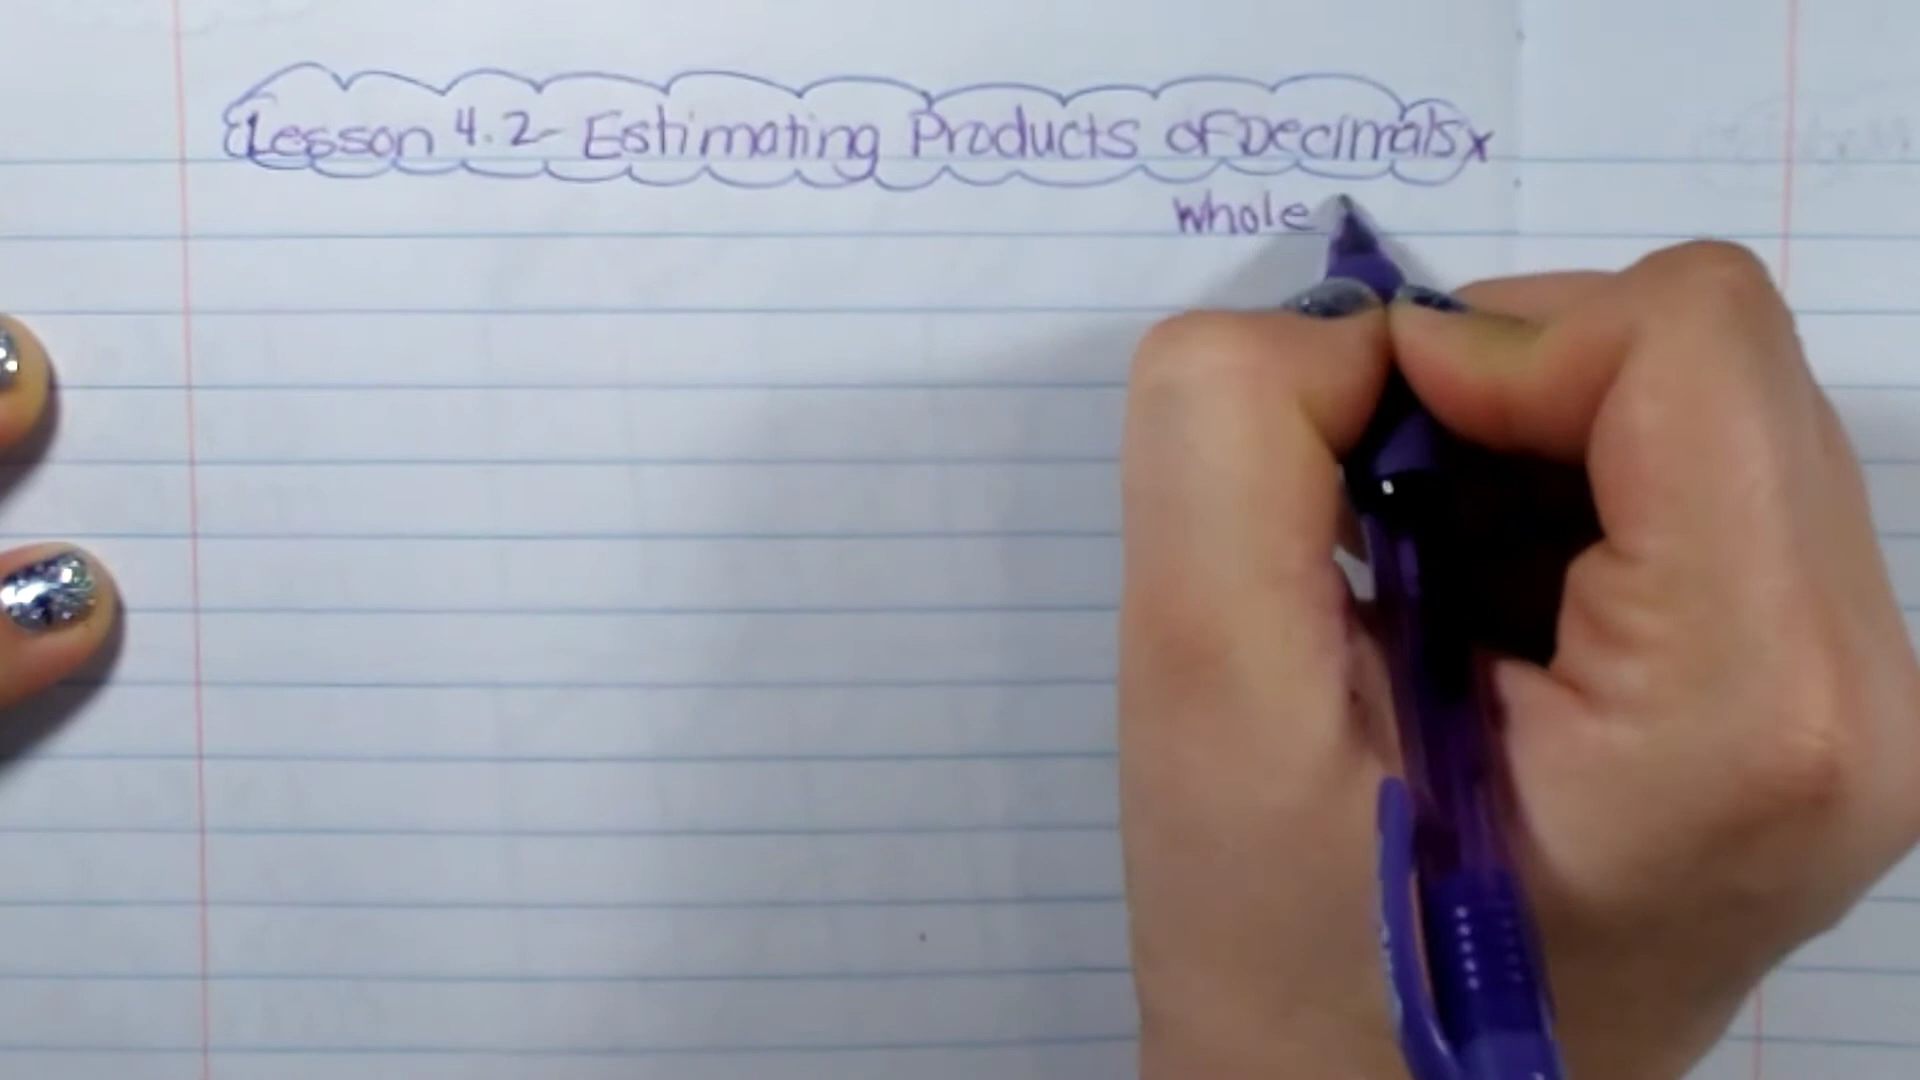 Lesson 4.2- Estimating Products of Decimals x
whole